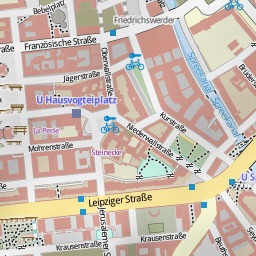 Bebelplatz
Friedrichswerder
Französische Straße
Oberwallstraße
Jägerstraße
Spreekanal
U Hausvogteiplatz
la Perle
Kurstraße
Spreekanal
Niederwallstraße
Mohrenstraße
Steinecke
U S
Leipziger Straße
Jerusalemer
Krausenstraße
Krausenstraße